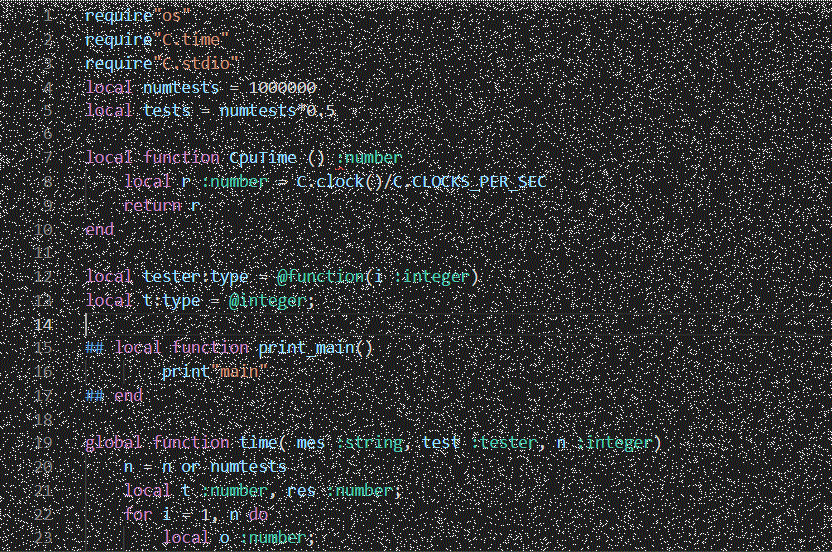 1 require"os"
2 require"C.time"
3 require"C.stdio"
4 local numtests = 1000000
5 local tests = numtests*0.5
6
7 local function CpuTime () :number
8     local r :number = C.clock()/C.CLOCKS_PER_SEC
9     return r
10 end
11
12 local tester:type = @function(i :integer)
13 local t:type = @integer;
14
15 ## local function print_main()
16         print"main"
17 ## end
18
19 global function time( mes :string, test :tester, n :integer)
20     n = n or numtests
21     local t :number, res :number;
22     for i = 1, n do
23         local o :number;